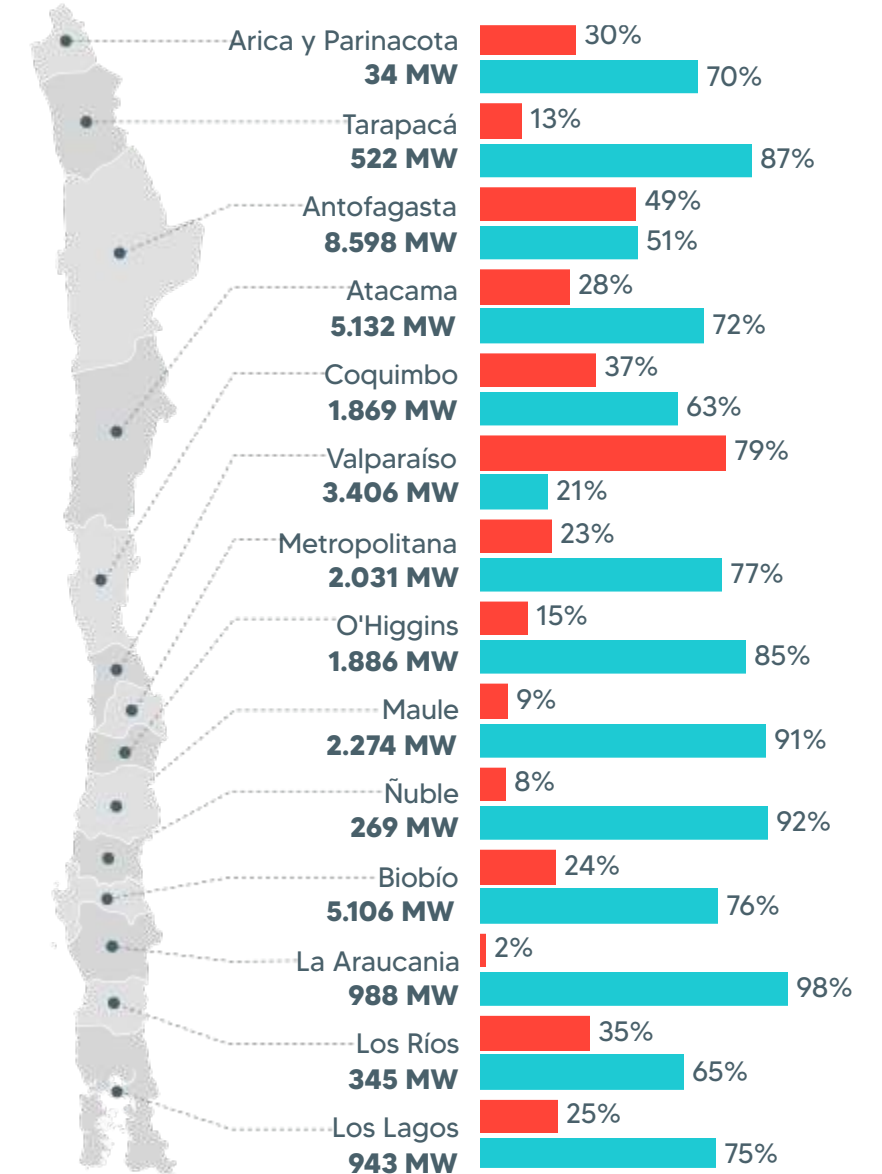 Arica y Parinacota
34 MW
30%
70%
Tarapacá
522 MW
13%
87%
Antofagasta
8.598 MW
49%
51%
Atacama
5.132 MW
28%
72%
Coquimbo
1.869 MW
37%
63%
Valparaíso
3.406 MW
79%
21%
Metropolitana
2.031 MW
23%
77%
O'Higgins
1.886 MW
15%
85%
Maule
2.274 MW
9%
91%
Ñuble
269 MW
8%
92%
Biobío
5.106 MW
24%
76%
La Araucania
988 MW
2%
98%
Los Ríos
345 MW
35%
65%
Los Lagos
943 MW
25%
75%